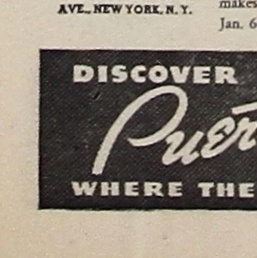 AVE., NEW YORK, N. Y.
makes
Jan. 6
DISCOVER
Puer
WHERE THE